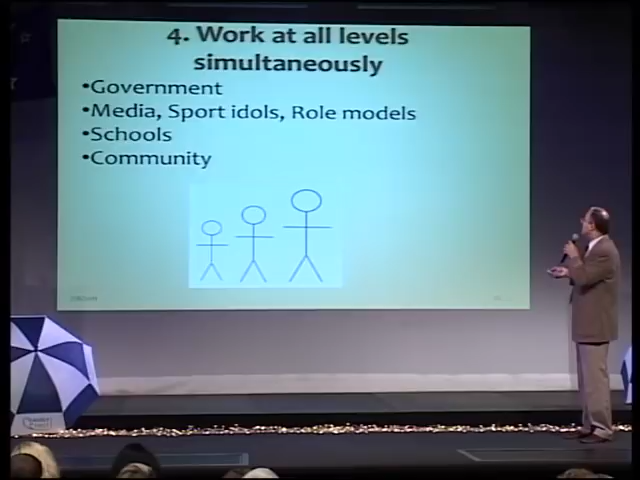 4. Work at all levels
simultaneously
•Government
•Media, Sport idols, Role models
•Schools
•Community